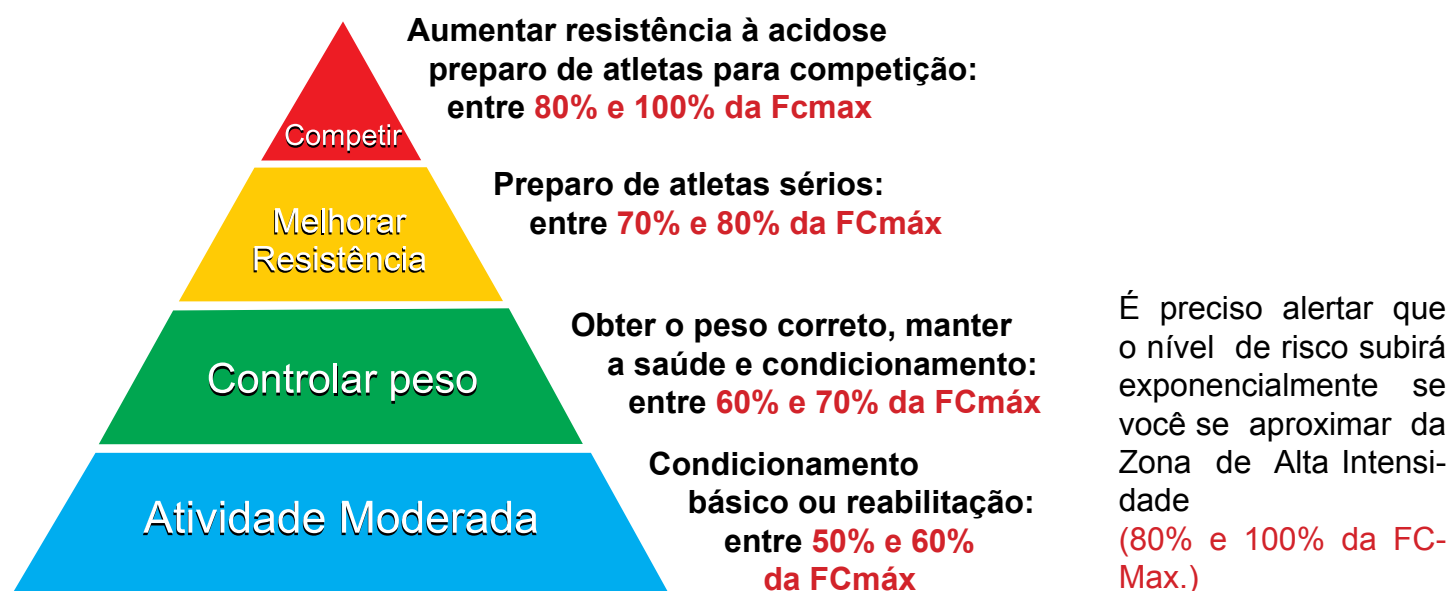 Aumentar resistência à acidose
preparo de atletas para competição:
entre 80% e 100% da Fcmax
Competir
Preparo de atletas sérios:
entre 70% e 80% da FCmáx
Melhorar
Resistência
Obter o peso correto, manter
a saúde e condicionamento:
entre 60% e 70% da FCmáx
Controlar peso
Condicionamento
básico ou reabilitação:
entre 50% e 60%
da FCmáx
Atividade Moderada
É preciso alertar que
o nível de risco subirá
exponencialmente se
você se aproximar da
Zona de Alta Intensi-
dade
(80% e 100% da FC-
Max.)